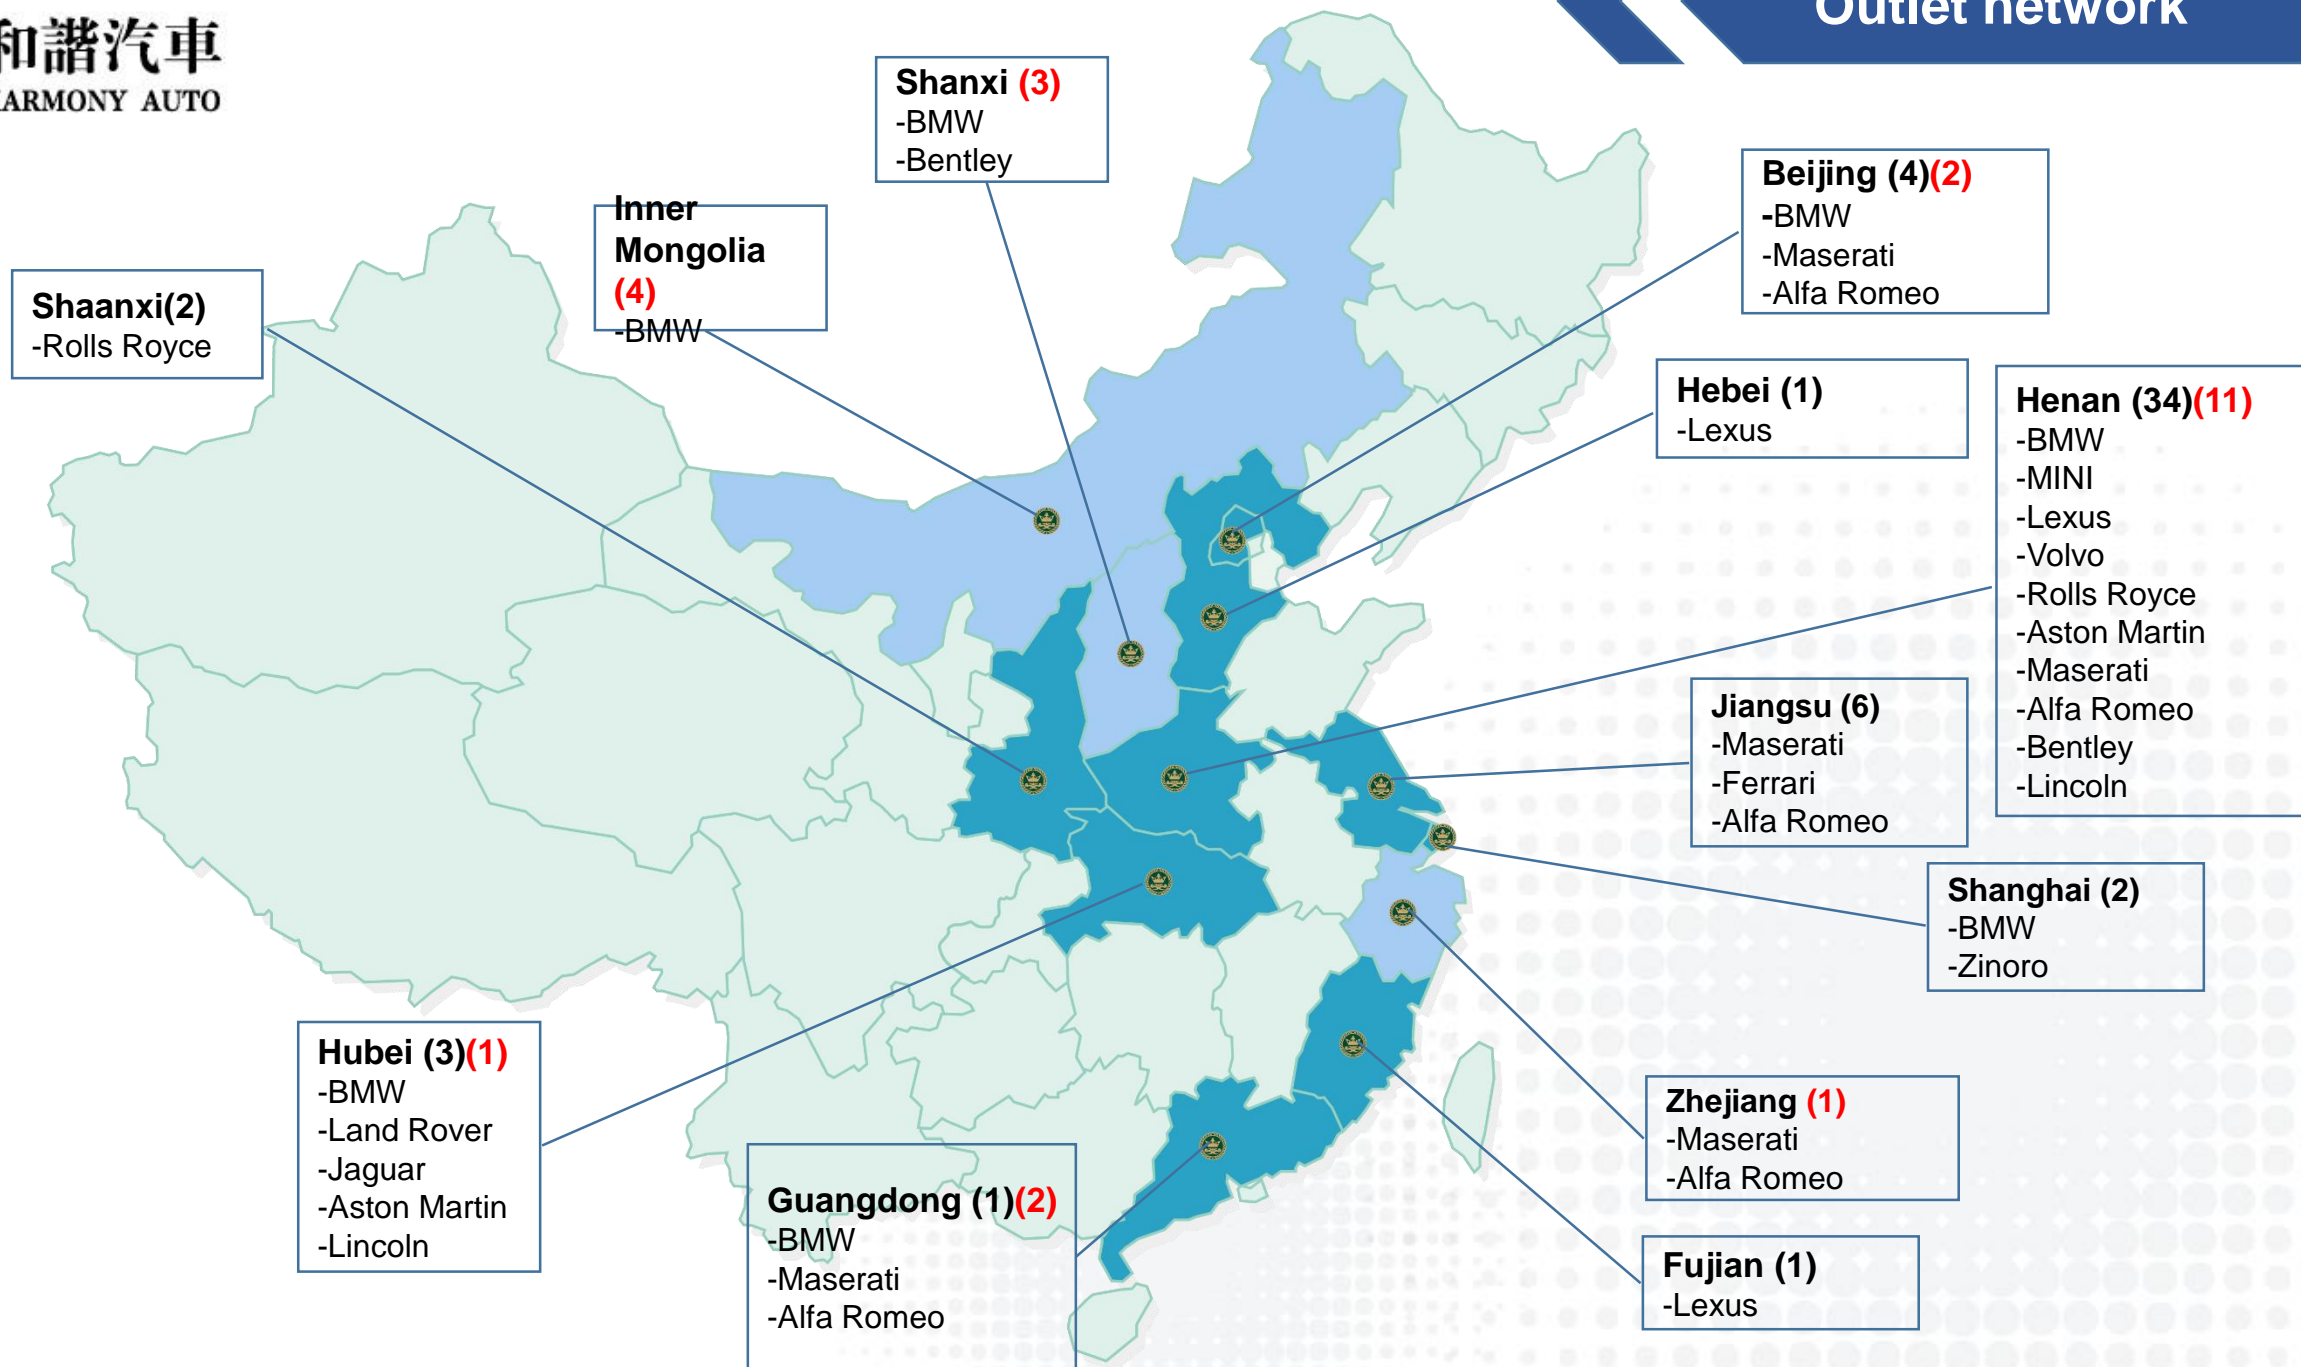 和諧汽車
HARMONY AUTO
Outlet network
Shanxi (3)
-BMW
-Bentley
Beijing (4)(2)
-BMW
-Maserati
-Alfa Romeo
Inner
Mongolia
(4)
-BMW
Shaanxi(2)
-Rolls Royce
Hebei (1)
-Lexus
Henan (34)(11)
-BMW
-MINI
-Lexus
-Volvo
-Rolls Royce
-Aston Martin
-Maserati
-Alfa Romeo
-Bentley
-Lincoln
Jiangsu (6)
-Maserati
-Ferrari
-Alfa Romeo
Shanghai (2)
-BMW
-Zinoro
Hubei (3)(1)
-BMW
-Land Rover
-Jaguar
-Aston Martin
-Lincoln
Zhejiang (1)
-Maserati
-Alfa Romeo
Guangdong (1)(2)
-BMW
-Maserati
-Alfa Romeo
Fujian (1)
-Lexus